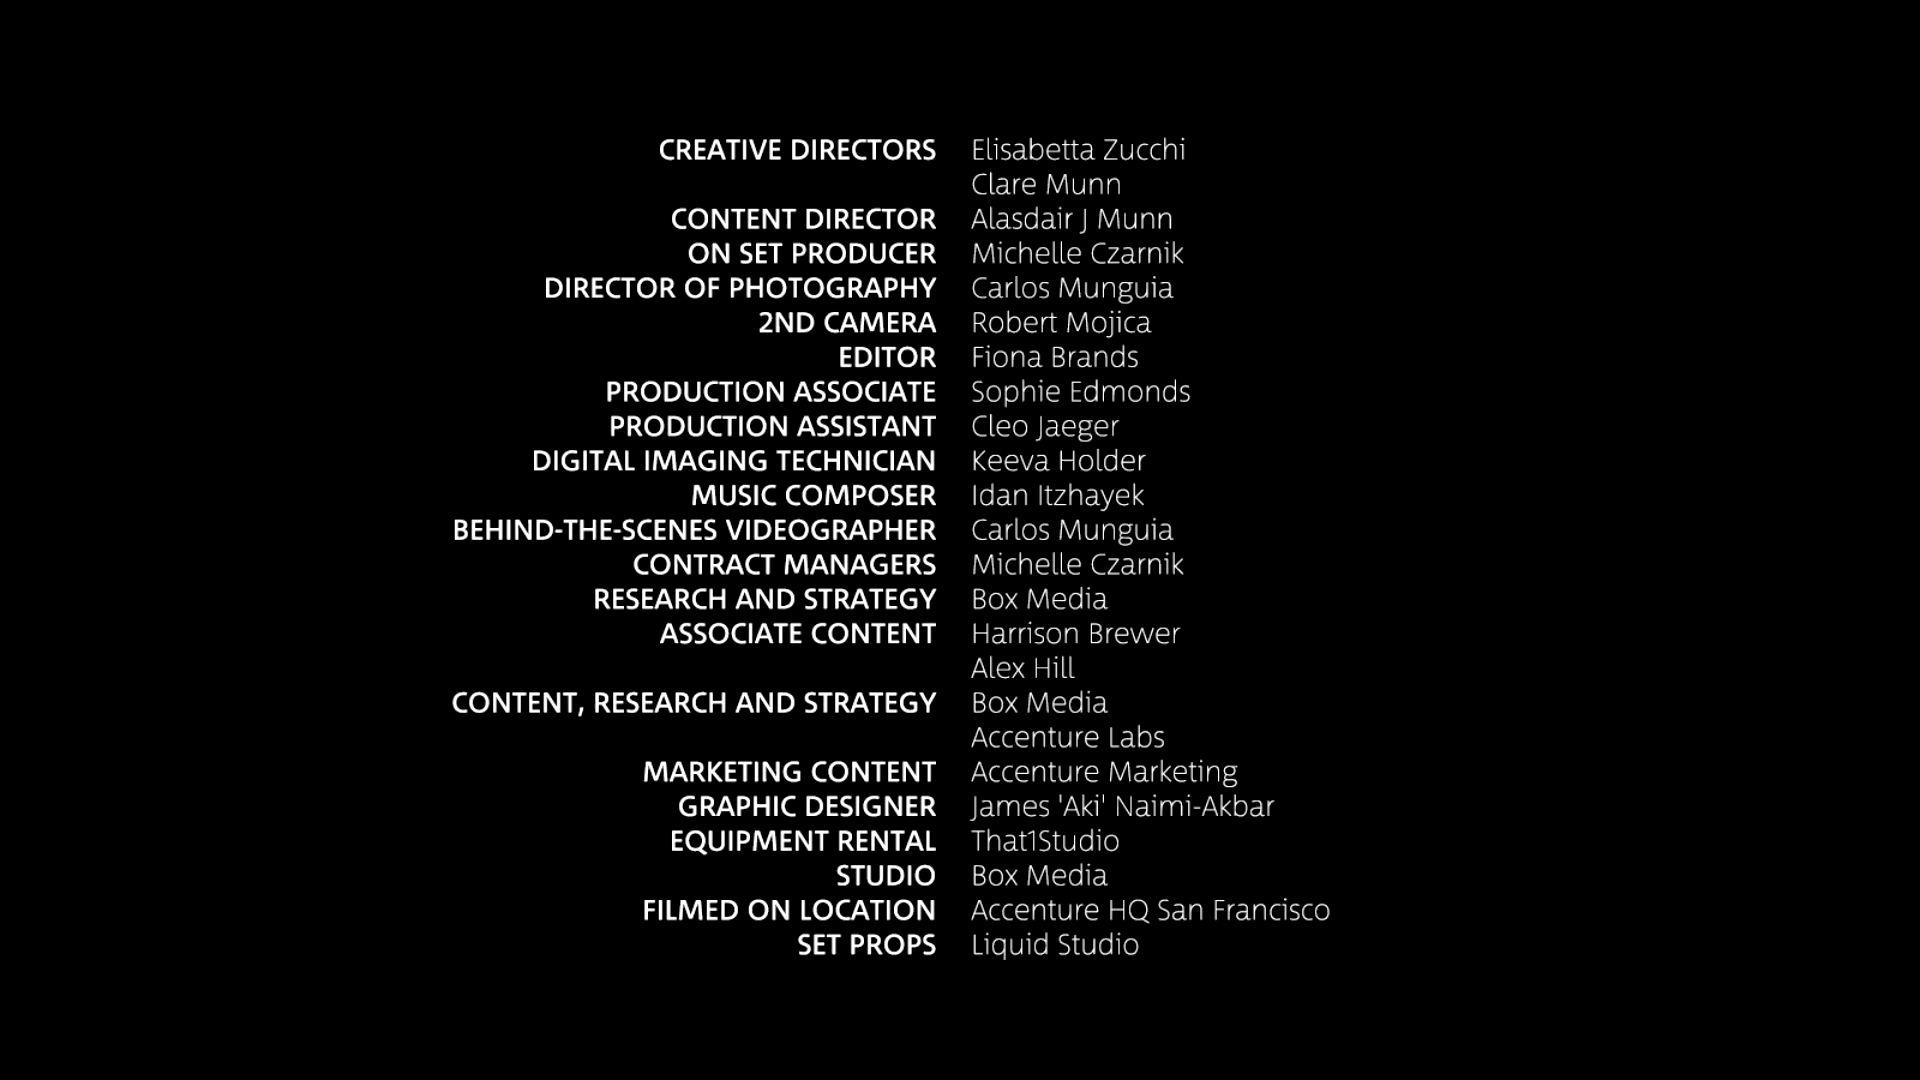 CREATIVE DIRECTORS Elisabetta Zucchi
Clare Munn
CONTENT DIRECTOR Alasdair J Munn
ON SET PRODUCER Michelle Czarnik
DIRECTOR OF PHOTOGRAPHY Carlos Munguia
2ND CAMERA Robert Mojica
EDITOR Fiona Brands
PRODUCTION ASSOCIATE Sophie Edmonds
PRODUCTION ASSISTANT Cleo Jaeger
DIGITAL IMAGING TECHNICIAN Keeva Holder
MUSIC COMPOSER Idan Itzhayek
BEHIND-THE-SCENES VIDEOGRAPHER Carlos Munguia
CONTRACT MANAGERS Michelle Czarnik
RESEARCH AND STRATEGY Box Media
ASSOCIATE CONTENT Harrison Brewer
Alex Hill
CONTENT, RESEARCH AND STRATEGY Box Media
Accenture Labs
MARKETING CONTENT Accenture Marketing
GRAPHIC DESIGNER James 'Aki' Naimi-Akbar
EQUIPMENT RENTAL That1Studio
STUDIO Box Media
FILMED ON LOCATION Accenture HQ San Francisco
SET PROPS Liquid Studio